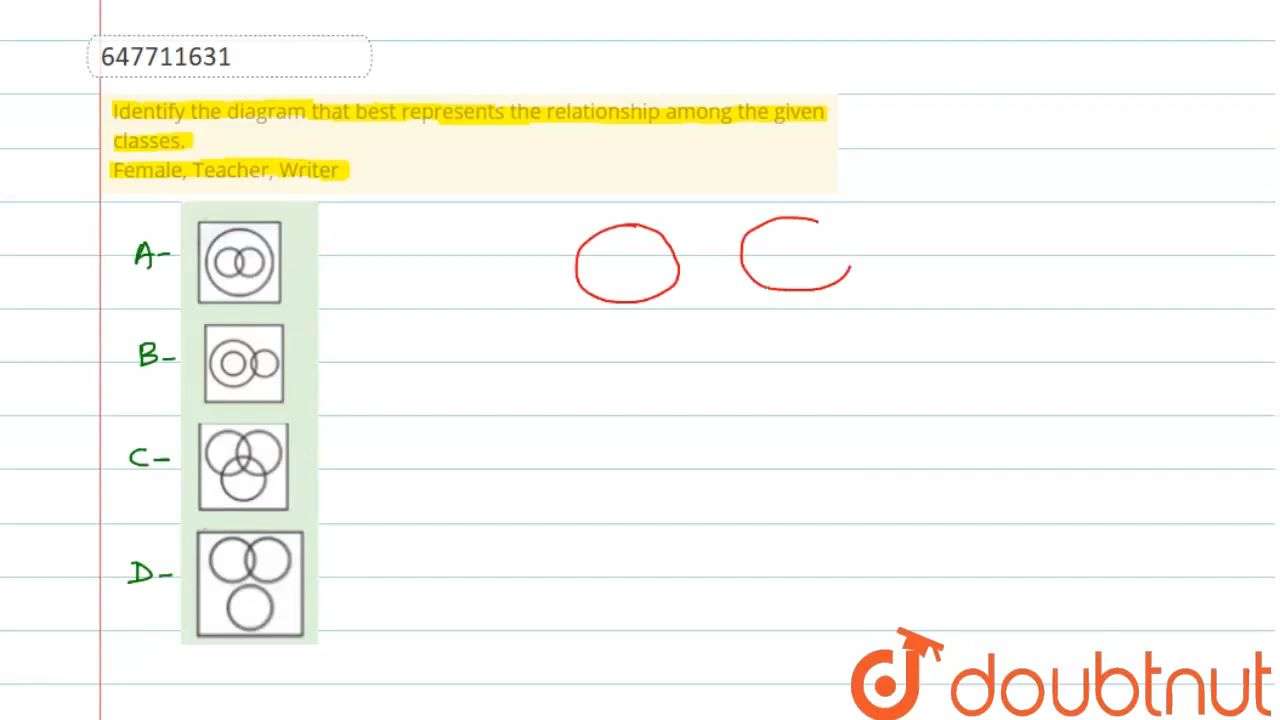 647711631
Identify the diagram that best represents the relationship among the given
classes.
Female, Teacher, Writer
A-
B-
C-
D-
doubtnut